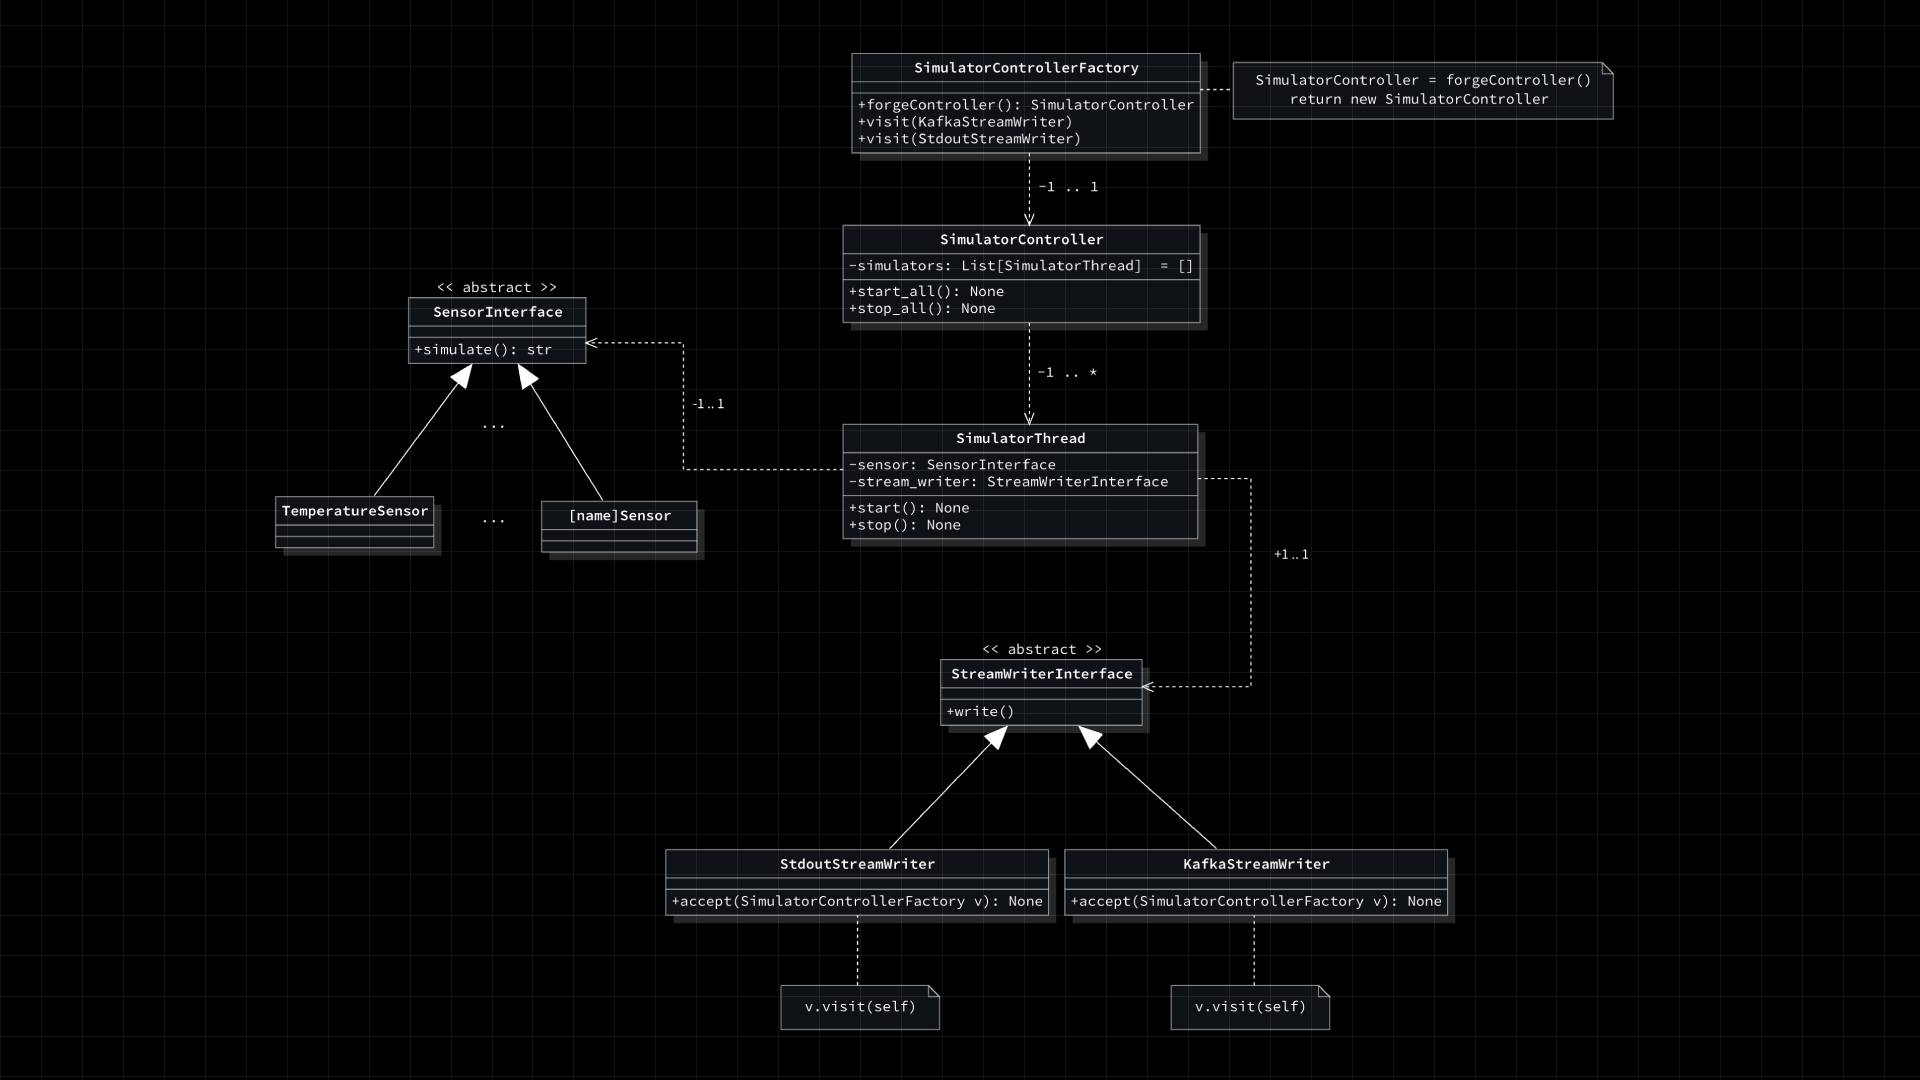 SimulatorControllerFactory
+forgeController(): SimulatorController
+visit(KafkaStreamWriter)
+visit(StdoutStreamWriter)
SimulatorController = forgeController()
return new SimulatorController
-1 .. 1
SimulatorController
-simulators: List[SimulatorThread]  = []
+start_all(): None
+stop_all(): None
<< abstract >>
SensorInterface
+simulate(): str
-1 .. *
-1..1
...
SimulatorThread
-sensor: SensorInterface
-stream_writer: StreamWriterInterface
+start(): None
+stop(): None
TemperatureSensor
...
[name]Sensor
+1..1
<< abstract >>
StreamWriterInterface
+write()
StdoutStreamWriter
+accept(SimulatorControllerFactory v): None
KafkaStreamWriter
+accept(SimulatorControllerFactory v): None
v.visit(self)
v.visit(self)